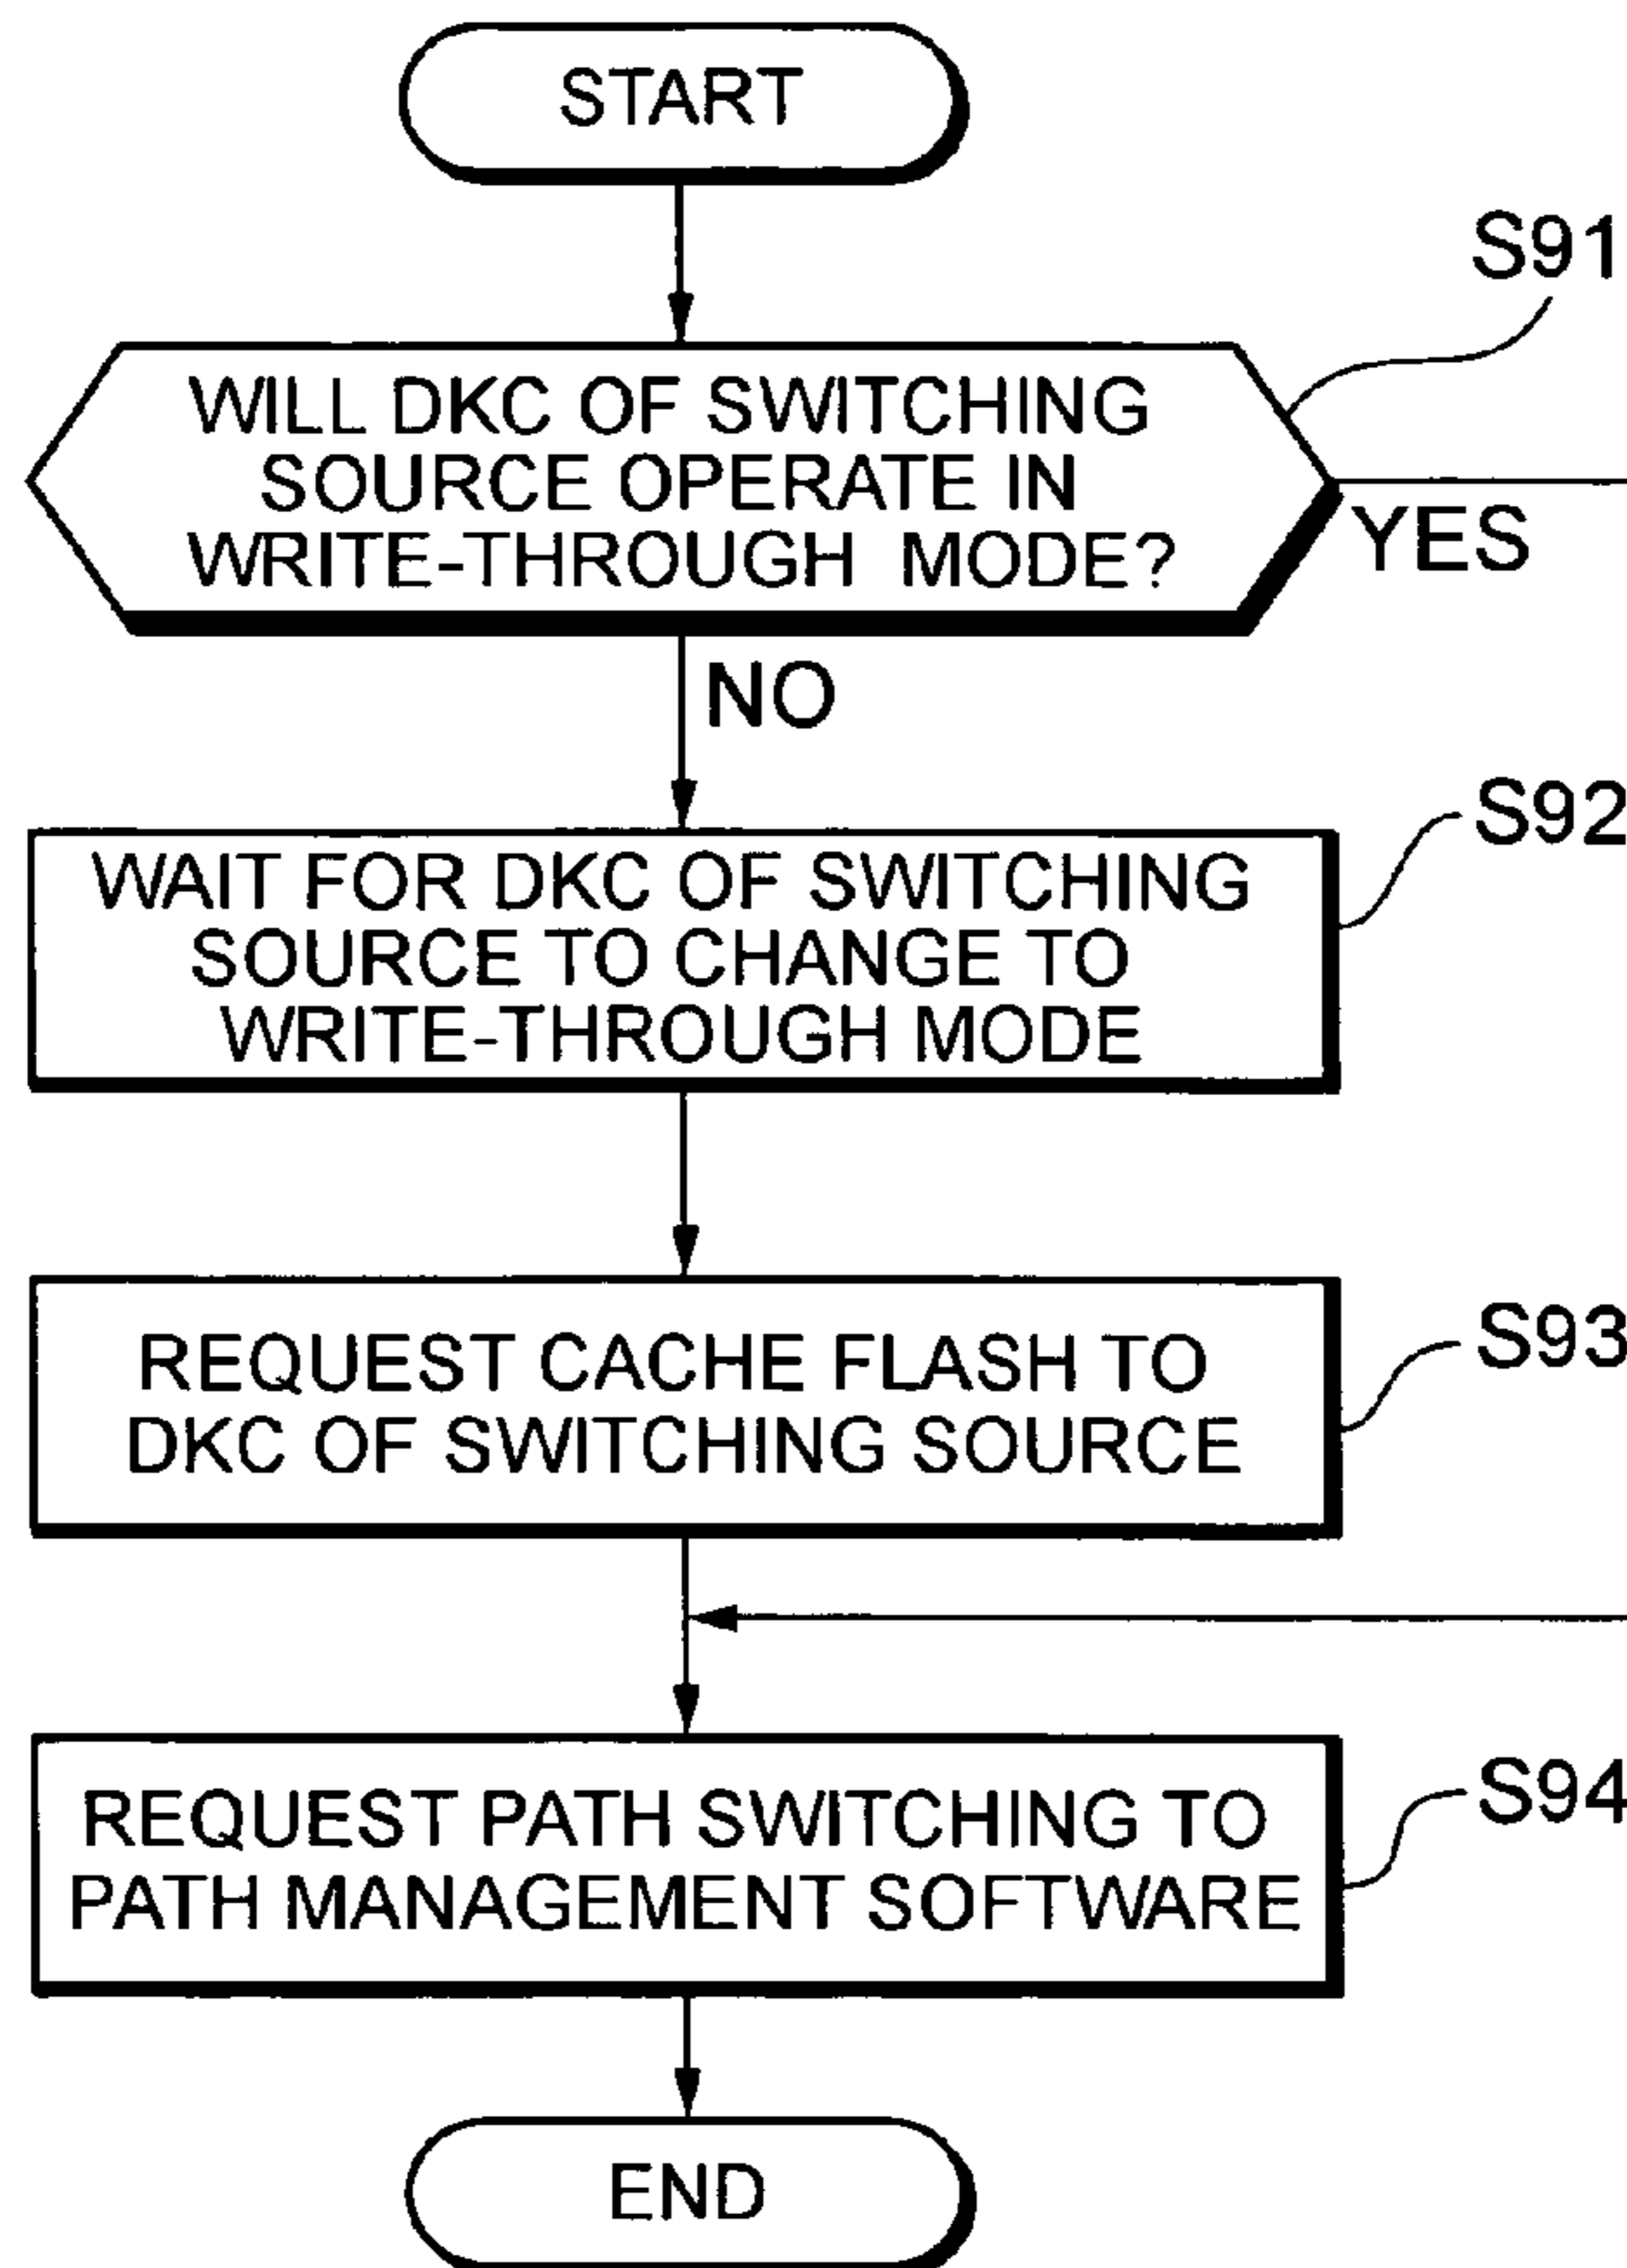 START
S91
WILL DKC OF SWITCHING
SOURCE OPERATE IN
WRITE-THROUGH MODE?
YES
NO
S92
WAIT FOR DKC OF SWITCHING
SOURCE TO CHANGE TO
WRITE-THROUGH MODE
S93
REQUEST CACHE FLASH TO
DKC OF SWITCHING SOURCE
S94
REQUEST PATH SWITCHING TO
PATH MANAGEMENT SOFTWARE
END